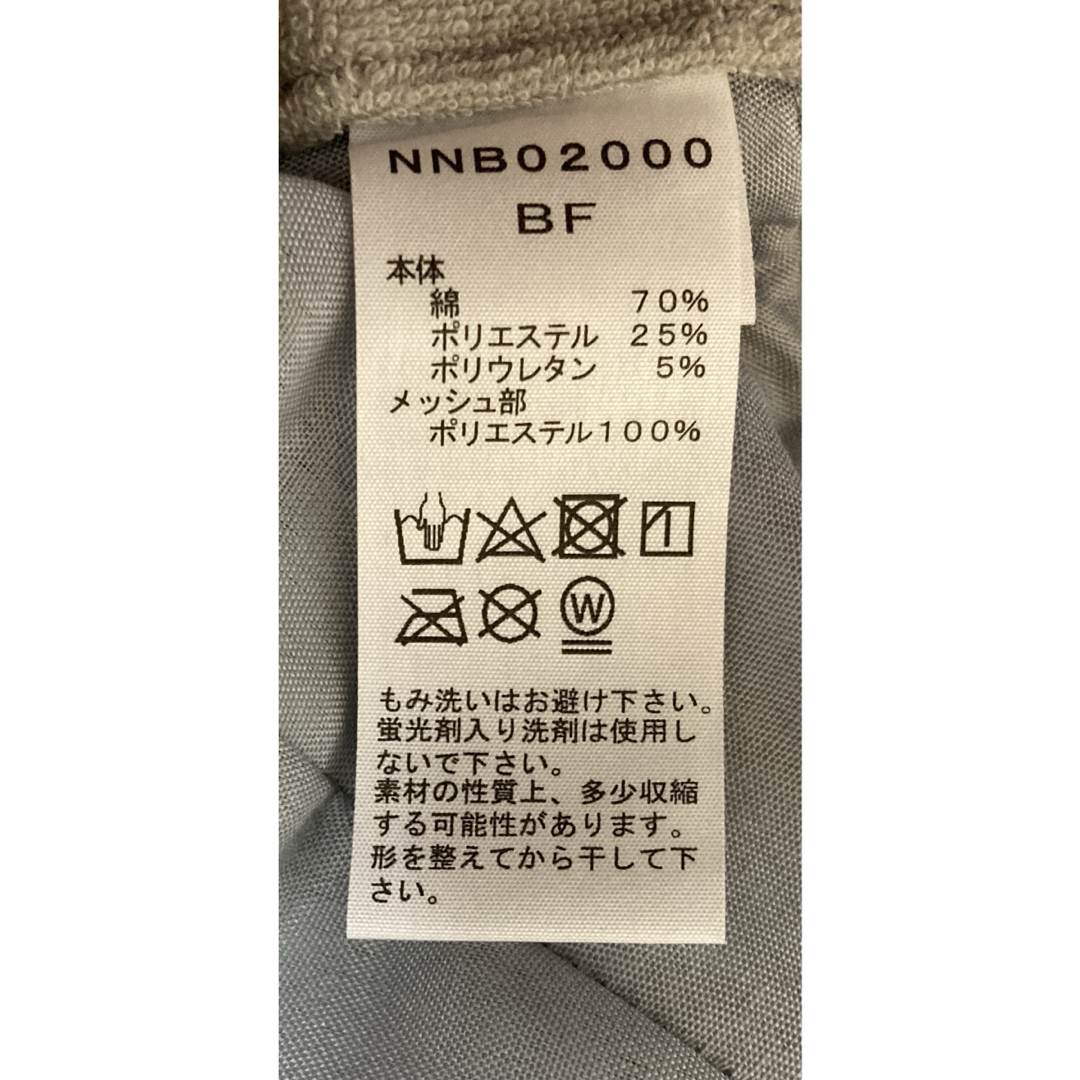 NNB02000
BF
本体
綿 70%
ポリエステル 25%
ポリウレタン 5%
メッシュ部
ポリエステル100%
W
もみ洗いはお避け下さい。
蛍光剤入り洗剤は使用し
ないで下さい。
素材の性質上、多少収縮
する可能性があります。
形を整えてから干して下
さい。